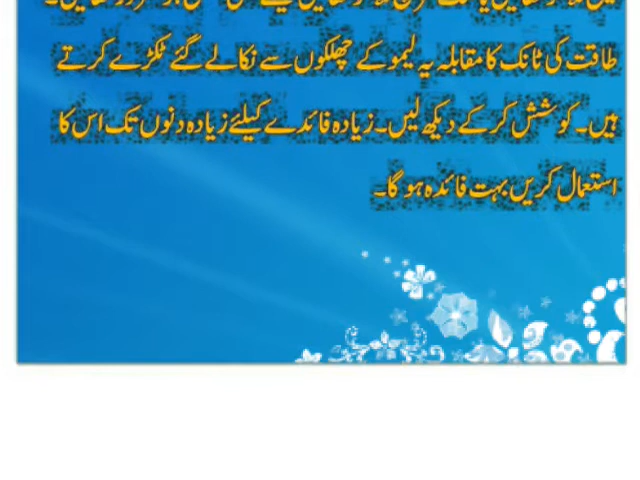 طاقت کی ٹانک کا مقابلہ یہ لیمو کے چھلکوں سے نکالے گئے ٹکڑے کرتے
ہیں۔ کوشش کر کے دیکھ لیں۔ زیادہ فائدے کیلئے زیادہ دنوں تک اس کا
استعمال کریں بہت فائدہ ہو گا۔